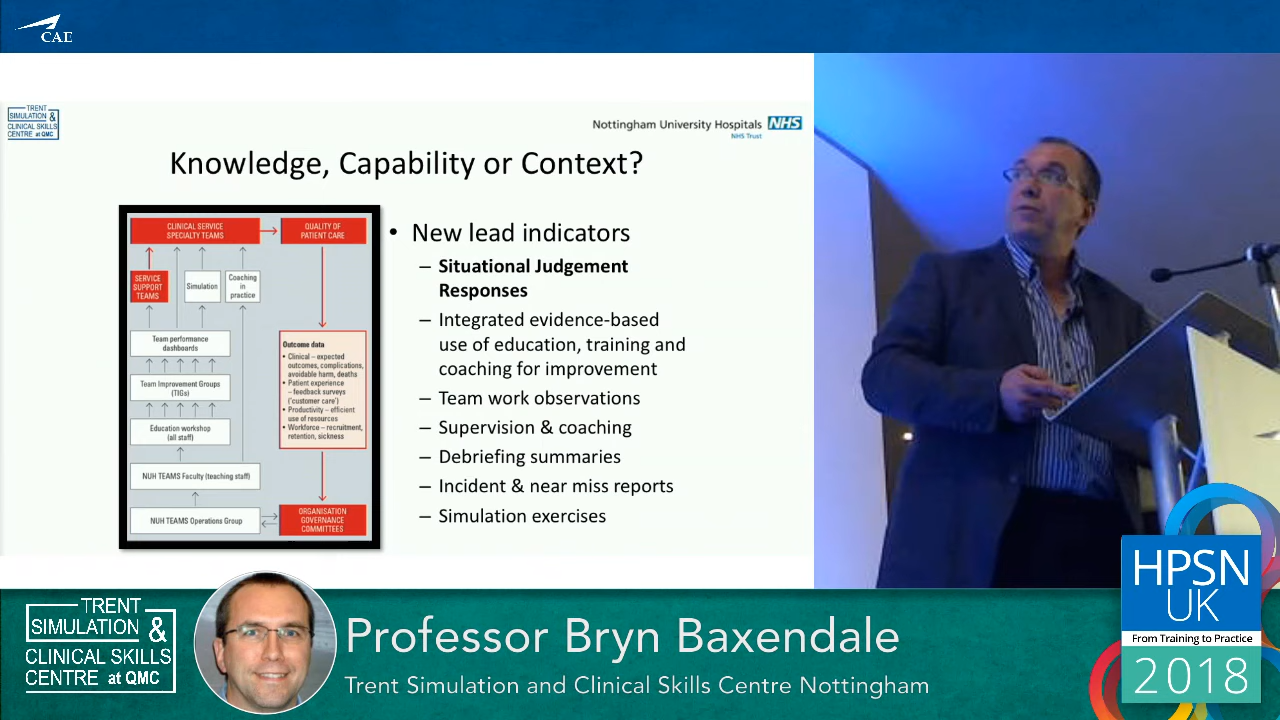 CAE
TRENT
SIMULATION &
CLINICAL SKILLS
CENTRE at QMC
Nottingham University Hospitals NHS
NHS Trust
Knowledge, Capability or Context?
CLINICAL SERVICE
SPECIALTY TEAMS
QUALITY OF
PATIENT CARE
SERVICE
SUPPORT
TEAMS
Simulation
Coaching
in
practice
Team performance
dashboards
Team Improvement Groups
(TIGs)
Education workshop
(all staff)
NUH TEAMS Faculty (teaching staff)
NUH TEAMS Operations Group
Outcome data
• Clinical – expected
outcomes, complications,
avoidable harm, deaths
• Patient experience
– feedback surveys
('customer care')
• Productivity – efficient
use of resources
• Workforce – recruitment,
retention, sickness
ORGANISATION
GOVERNANCE
COMMITTEES
• New lead indicators
– Situational Judgement
Responses
– Integrated evidence-based
use of education, training and
coaching for improvement
– Team work observations
– Supervision & coaching
– Debriefing summaries
– Incident & near miss reports
– Simulation exercises
TRENT
SIMULATION &
CLINICAL SKILLS
CENTRE at QMC
Professor Bryn Baxendale
Trent Simulation and Clinical Skills Centre Nottingham
HPSN
UK
From Training to Practice
2018